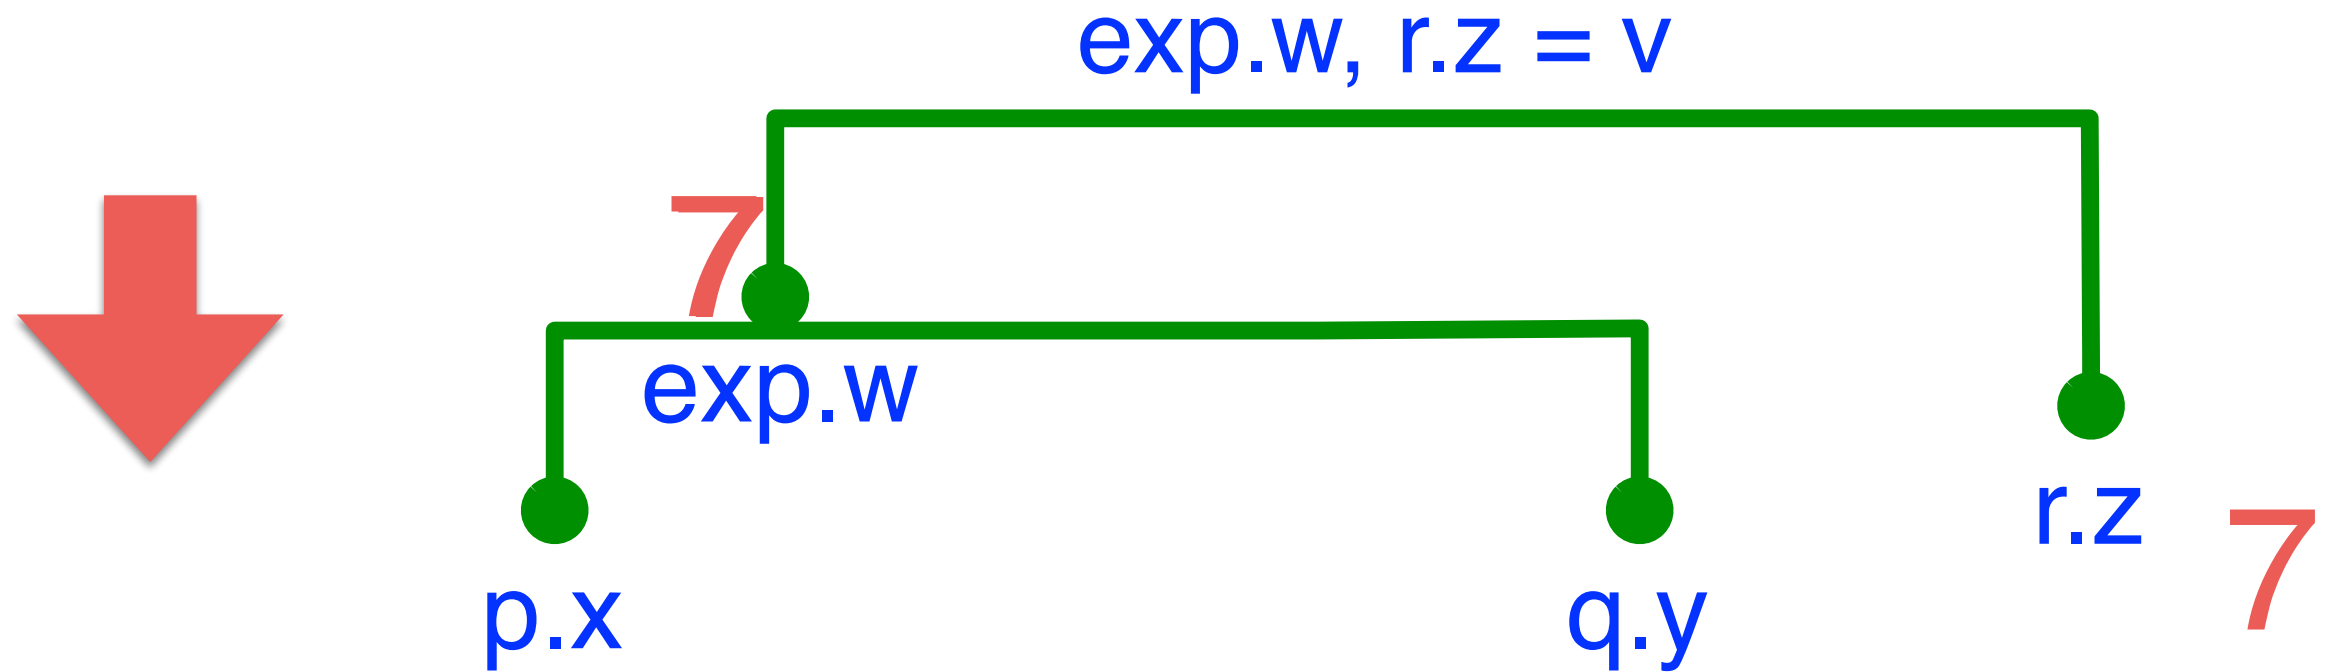 exp.w, r.z = v
7
exp.w
r.z
7
p.x
q.y